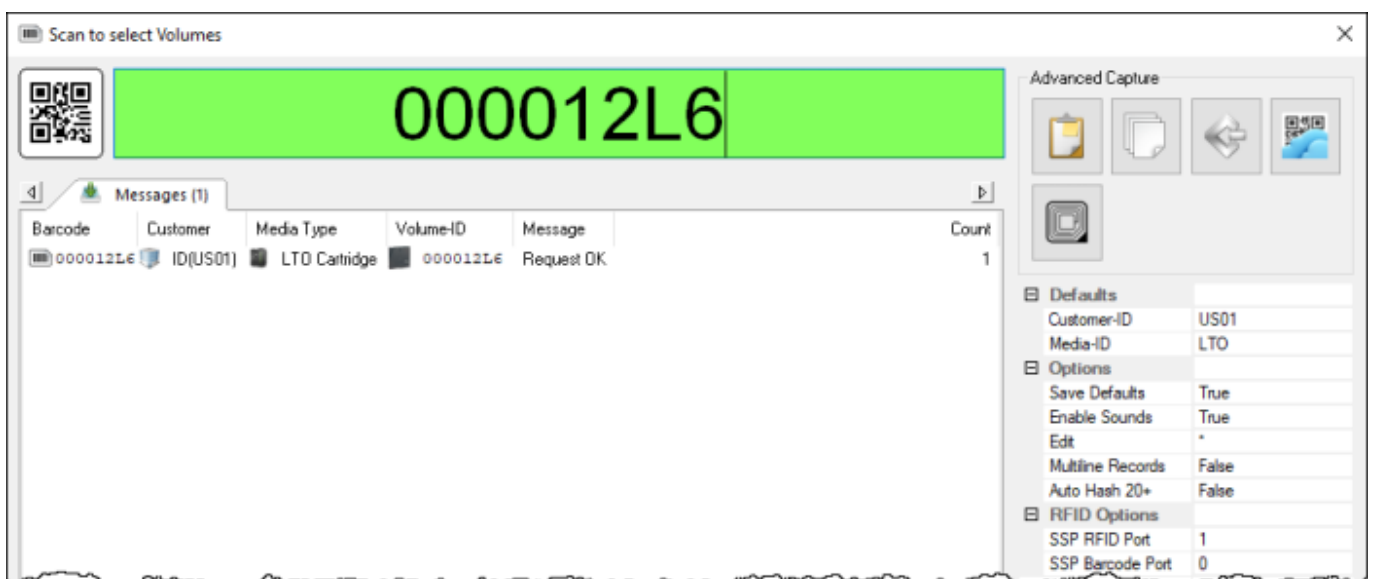 Scan to select Volumes
000012L6
Messages (1)
Barcode Customer Media Type Volume-ID Message Count
000012L6 ID(US01) LTO Cartridge 000012L6 Request OK 1
Advanced Capture
Defaults
Customer-ID US01
Media-ID LTO
Options
Save Defaults True
Enable Sounds True
Edit *
Multiline Records False
Auto Hash 20+ False
RFID Options
SSP RFID Port 1
SSP Barcode Port 0